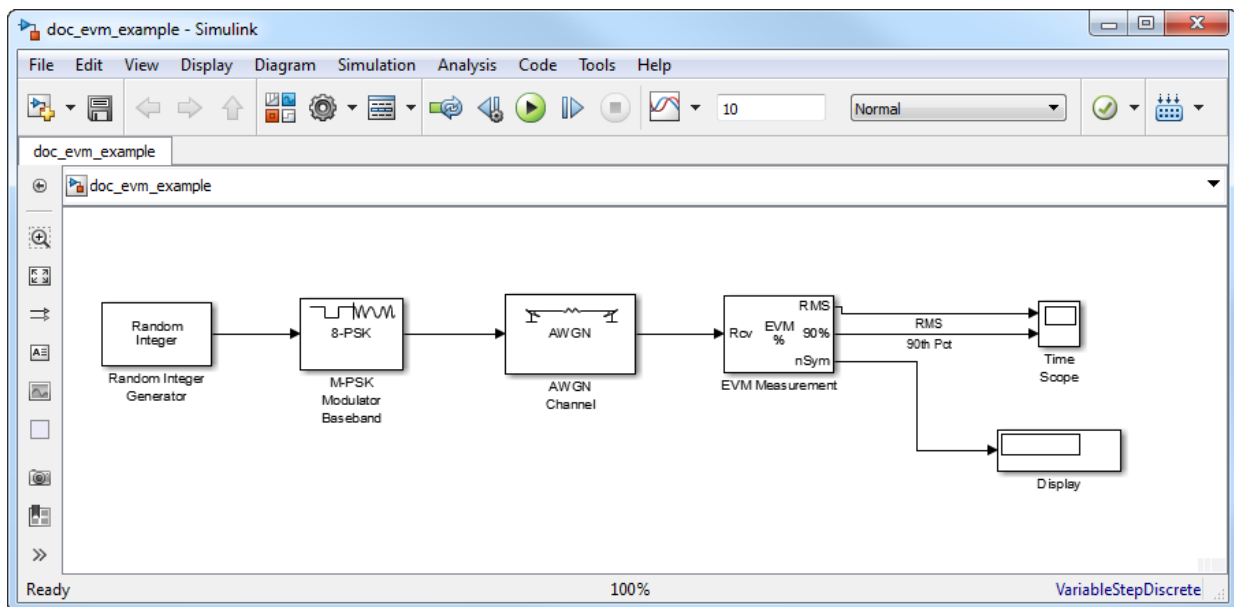 doc_evm_example - Simulink
File Edit View Display Diagram Simulation Analysis Code Tools Help
10
Normal
doc_evm_example
doc_evm_example
Random
Integer
Random Integer
Generator
8-PSK
M-PSK
Modulator
Baseband
AWGN
AWGN
Channel
RMS
Rcv EVM 90%
%
nSym
EVM Measurement
RMS
90th Pct
Time
Scope
Display
Ready 100% VariableStepDiscrete